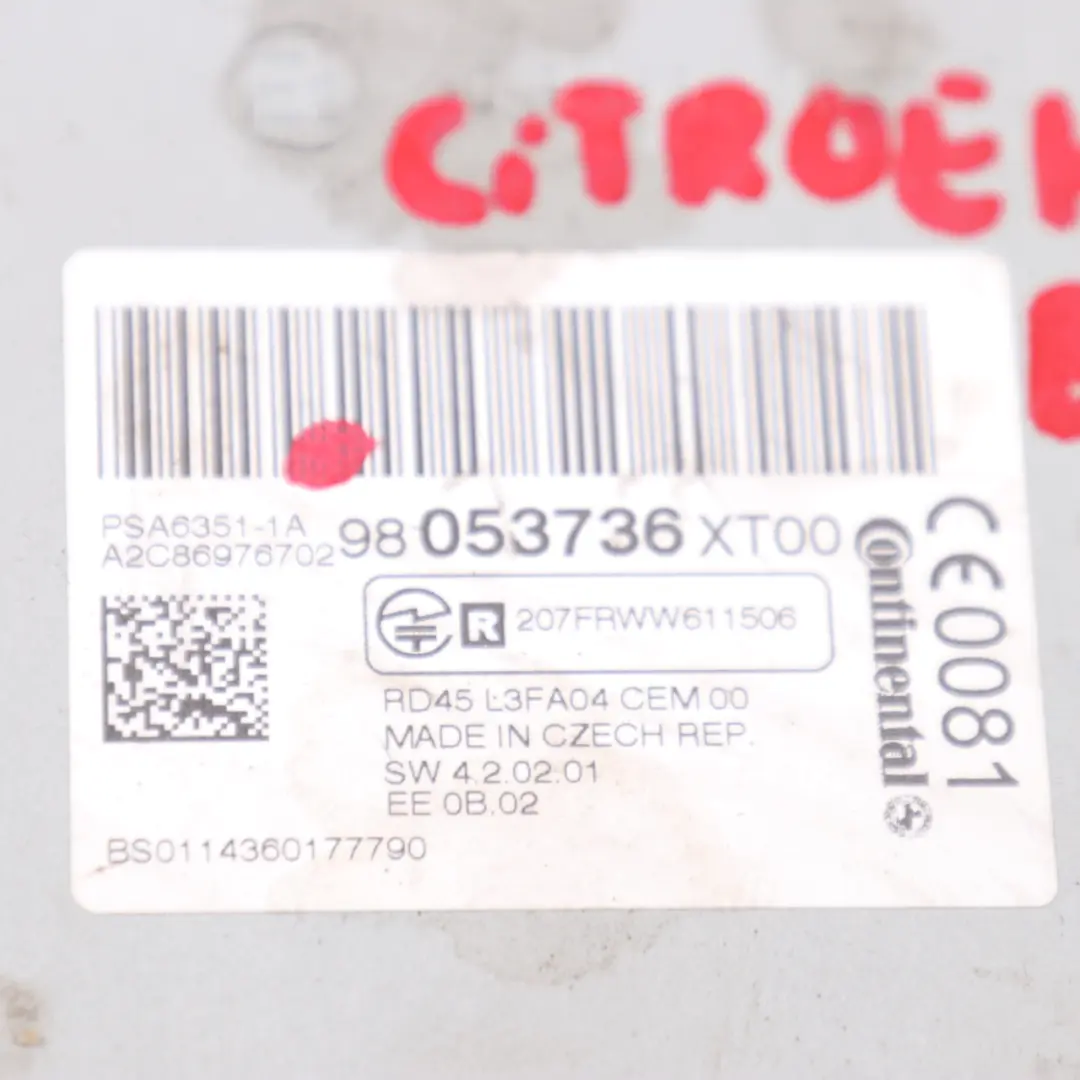 CiTROËN
PSA6351-1A
A2C86976702
98 053736 XT00
R 207FRWW611506
RD45 L3FA04 CEM 00
MADE IN CZECH REP.
SW 4.2.02.01
EE 0B.02
BS0114360177790
Continental
CE0081